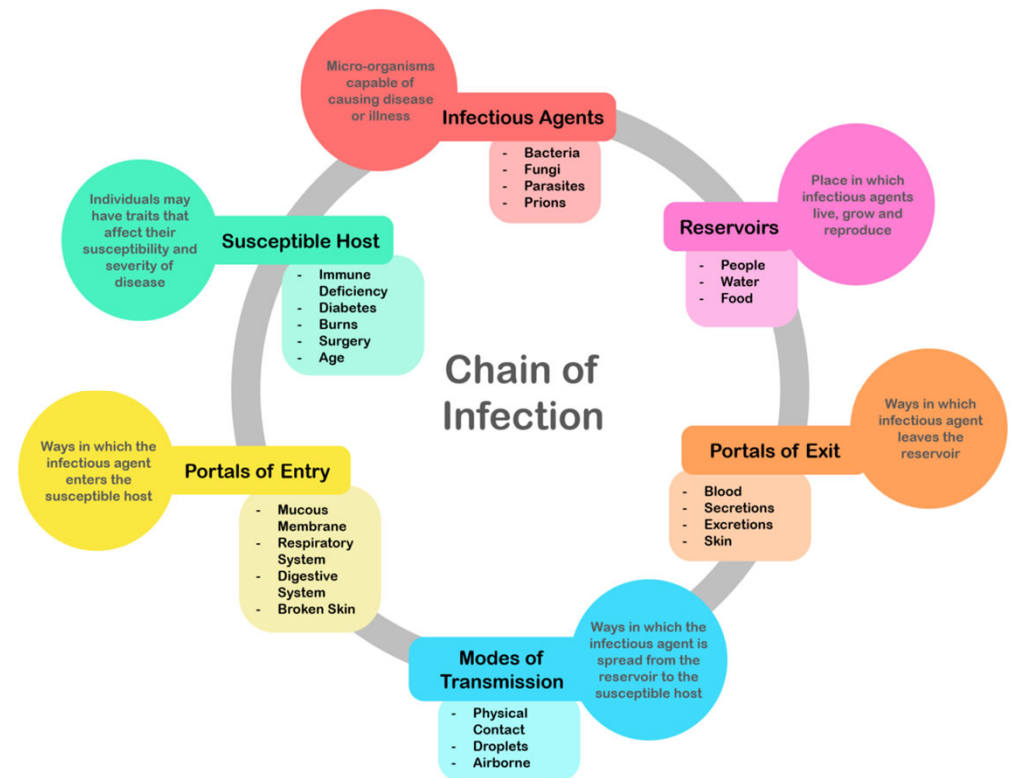 Micro-organisms
capable of
causing disease
or illness
Infectious Agents
- Bacteria
- Fungi
- Parasites
- Prions
Place in which
infectious agents
live, grow and
reproduce
Reservoirs
- People
- Water
- Food
Ways in which
infectious agent
leaves the
reservoir
Portals of Exit
- Blood
- Secretions
- Excretions
- Skin
Ways in which the
infectious agent is
spread from the
reservoir to the
susceptible host
Modes of
Transmission
- Physical
Contact
- Droplets
- Airborne
Ways in which the
infectious agent
enters the
susceptible host
Portals of Entry
- Mucous
Membrane
- Respiratory
System
- Digestive
System
- Broken Skin
Individuals may
have traits that
affect their
susceptibility and
severity of
disease
Susceptible Host
- Immune
Deficiency
- Diabetes
- Burns
- Surgery
- Age
Chain of
Infection